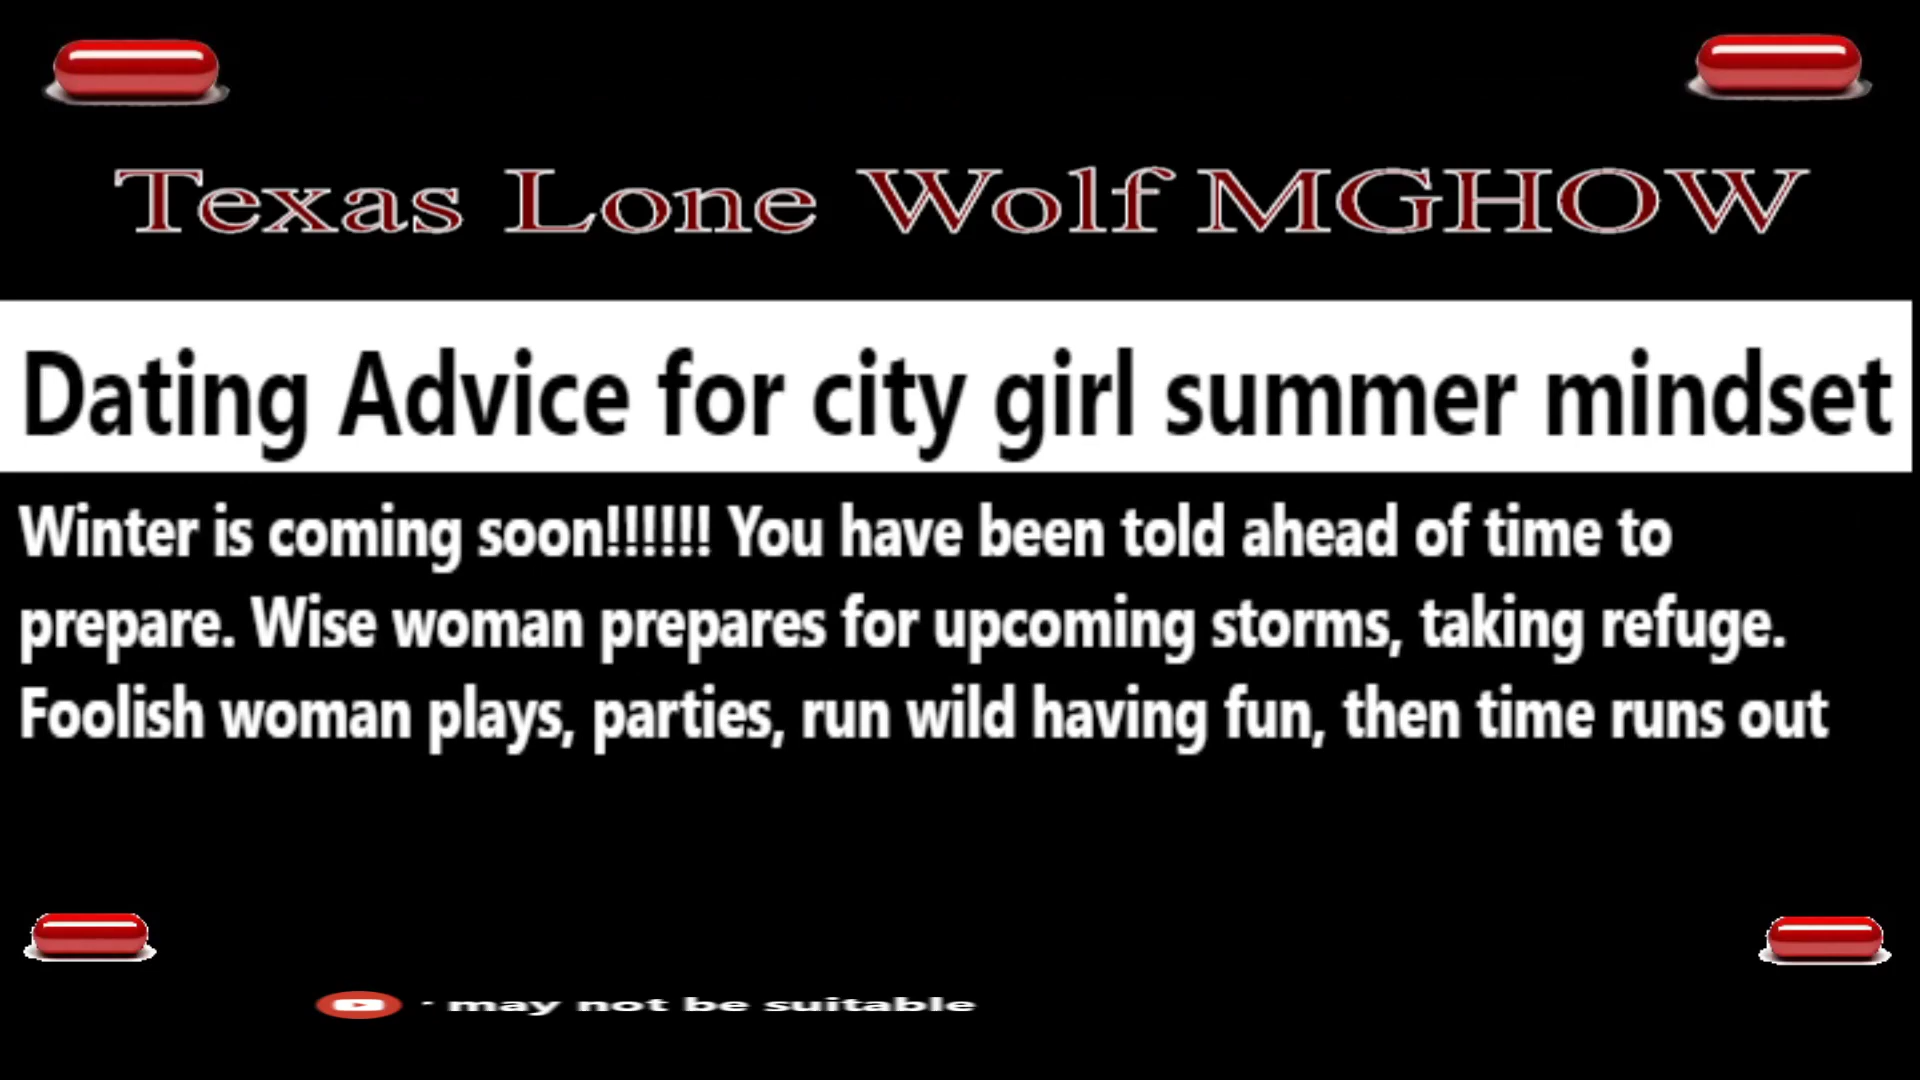 Texas Lone Wolf MGHOW
Dating Advice for city girl summer mindset
Winter is coming soon!!!!!! You have been told ahead of time to
prepare. Wise woman prepares for upcoming storms, taking refuge.
Foolish woman plays, parties, run wild having fun, then time runs out
· may not be suitable